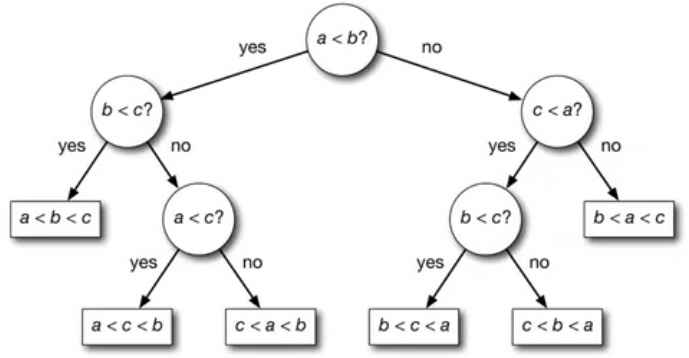 a < b?
yes
no
b < c?
c < a?
yes
no
yes
no
a < b < c
a < c?
b < c?
b < a < c
yes
no
yes
no
a < c < b
c < a < b
b < c < a
c < b < a